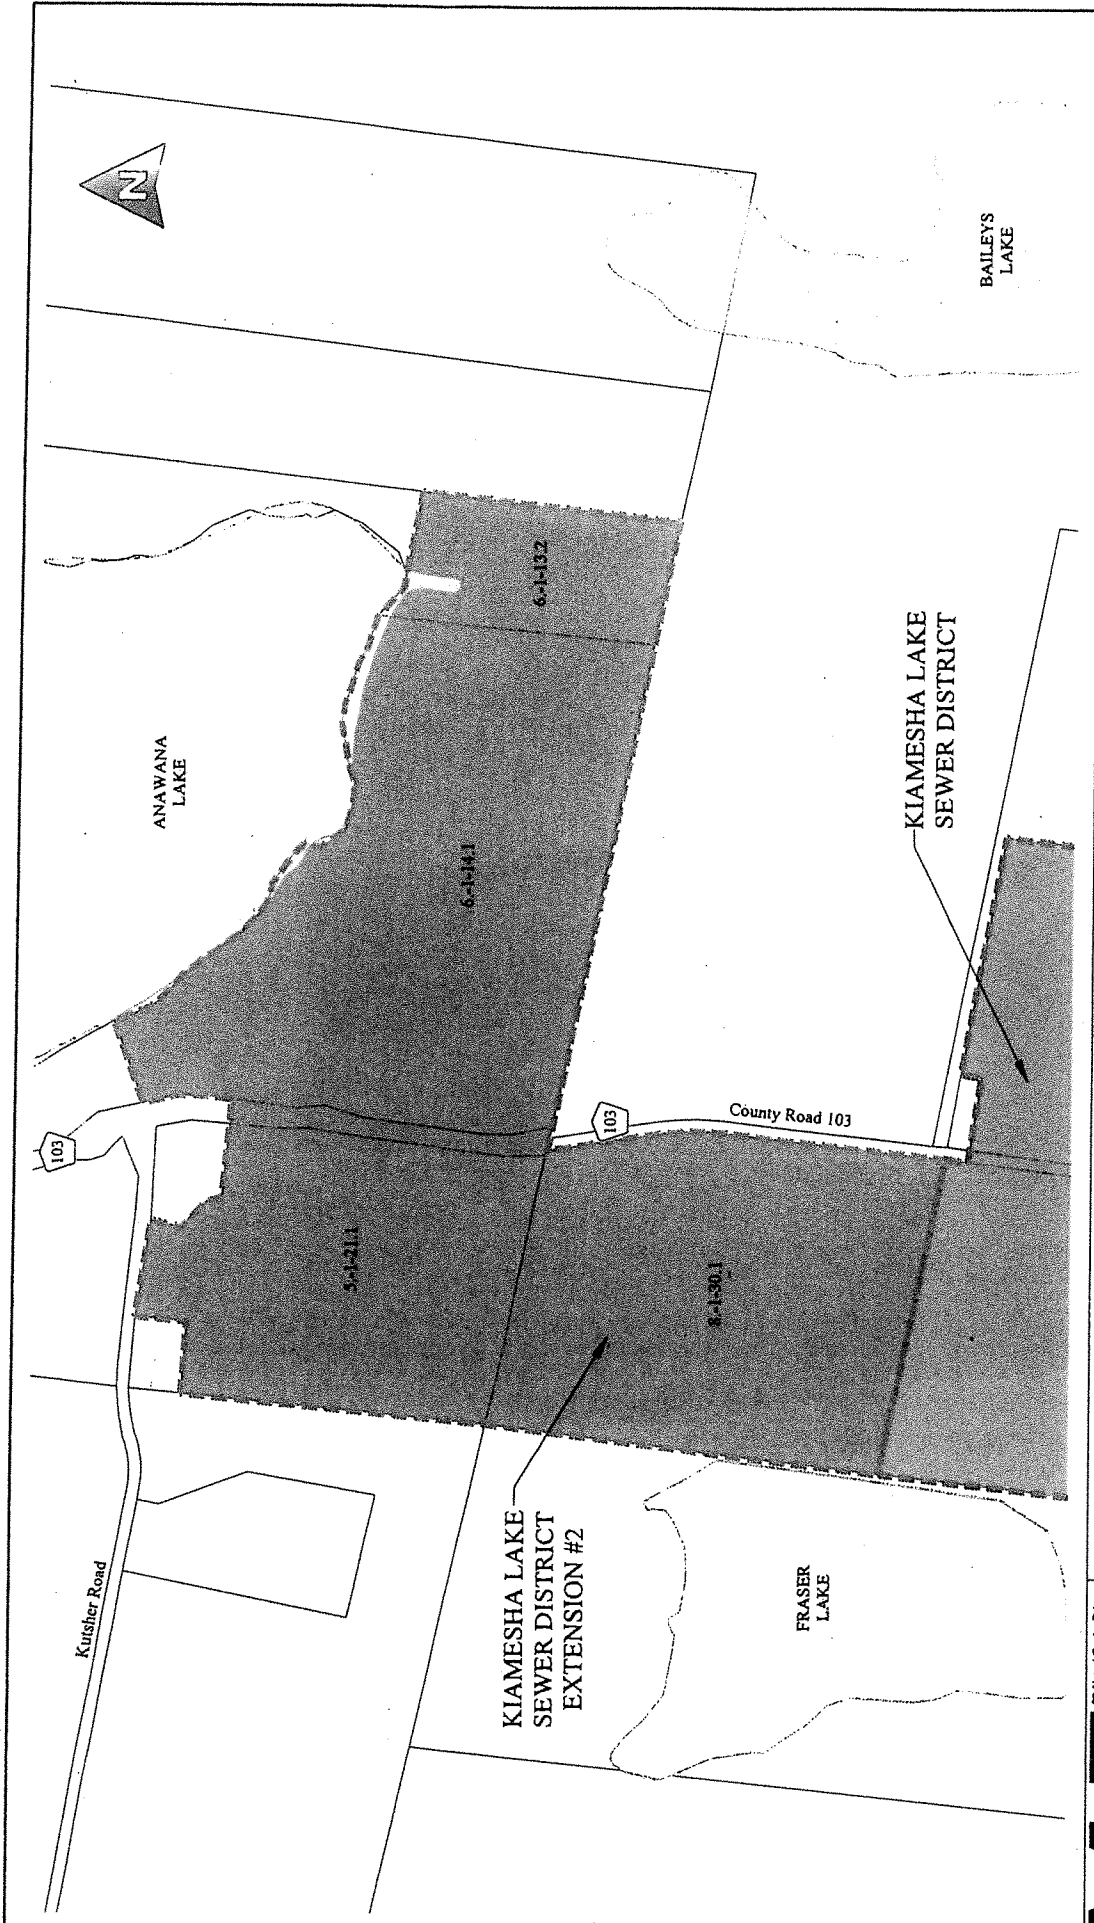 N
ANAWANA
LAKE
BAILEYS
LAKE
6.-1-13.2
6.-1-14.1
KIAMESHA LAKE
SEWER DISTRICT
103
103
County Road 103
5.-1-21.1
8.-1-30.1
Kutsher Road
KIAMESHA LAKE
SEWER DISTRICT
EXTENSION #2
FRASER
LAKE